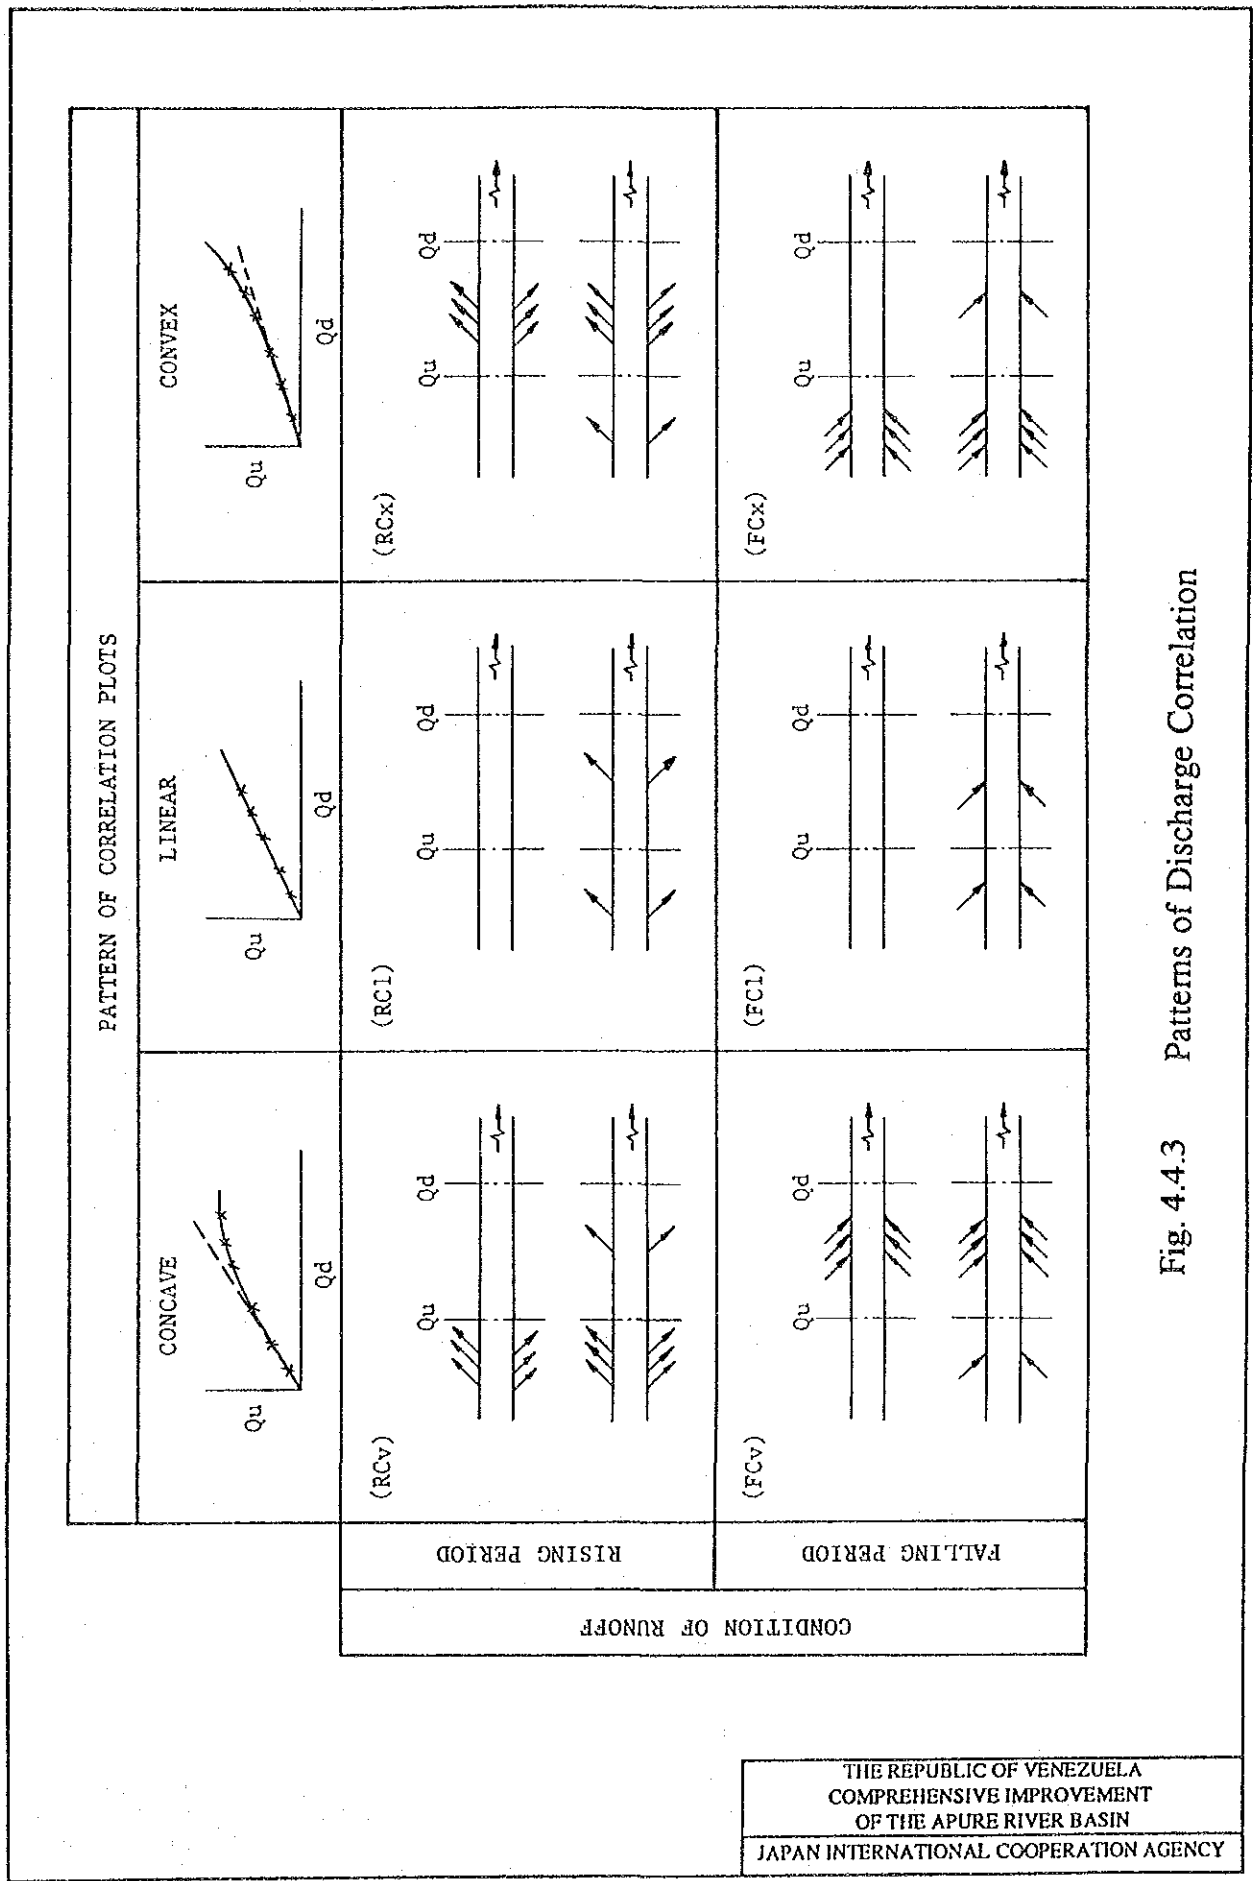 PATTERN OF CORRELATION PLOTS
CONCAVE
LINEAR
CONVEX
Qu
Qd
Qu
Qd
Qu
Qd
CONDITION OF RUNOFF
RISING PERIOD
(RCv)
Qu
Qd
(RCl)
Qu
Qd
(RCx)
Qu
Qd
FALLING PERIOD
(FCv)
Qu
Qd
(FCl)
Qu
Qd
(FCx)
Qu
Qd
Fig. 4.4.3 Patterns of Discharge Correlation
THE REPUBLIC OF VENEZUELA
COMPREHENSIVE IMPROVEMENT
OF THE APURE RIVER BASIN
JAPAN INTERNATIONAL COOPERATION AGENCY